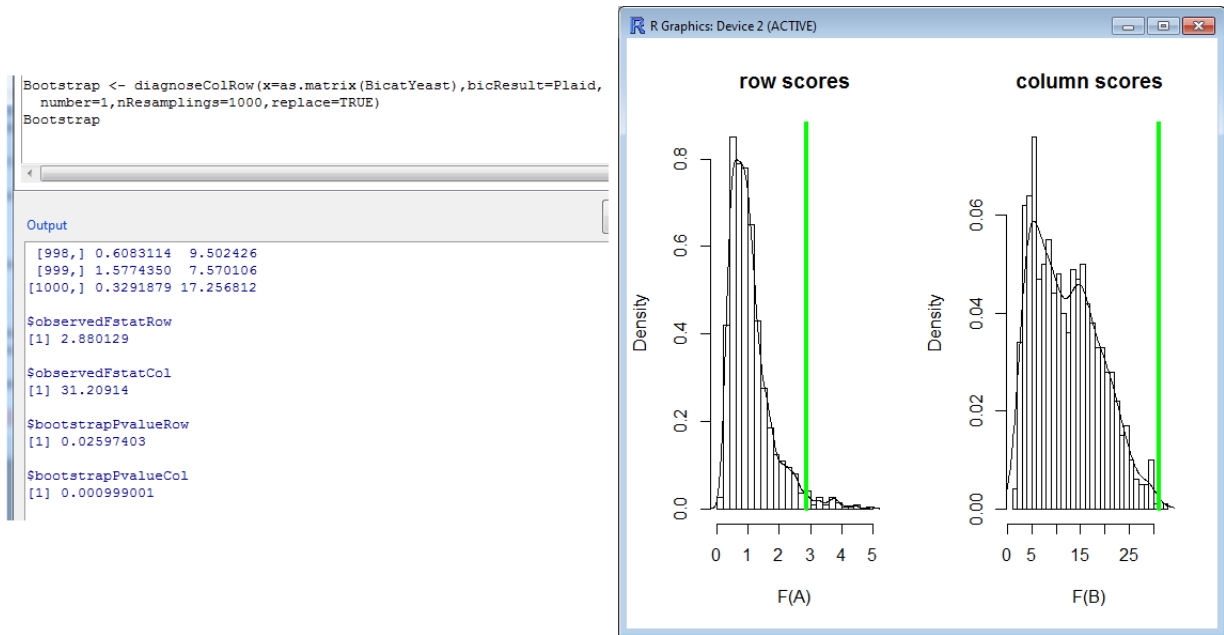 Bootstrap <- diagnoseColRow(x=as.matrix(BicatYeast),bicResult=Plaid,
number=1,nResamplings=1000,replace=TRUE)
Bootstrap
Output
[998,] 0.6083114 9.502426
[999,] 1.5774350 7.570106
[1000,] 0.3291879 17.256812
$observedFstatRow
[1] 2.880129
$observedFstatCol
[1] 31.20914
$bootstrapPvalueRow
[1] 0.02597403
$bootstrapPvalueCol
[1] 0.000999001
R Graphics: Device 2 (ACTIVE)
row scores
Density
0.8
0.6
0.4
0.2
0.0
0 1 2 3 4 5
F(A)
column scores
Density
0.06
0.04
0.02
0.00
0 5 15 25
F(B)